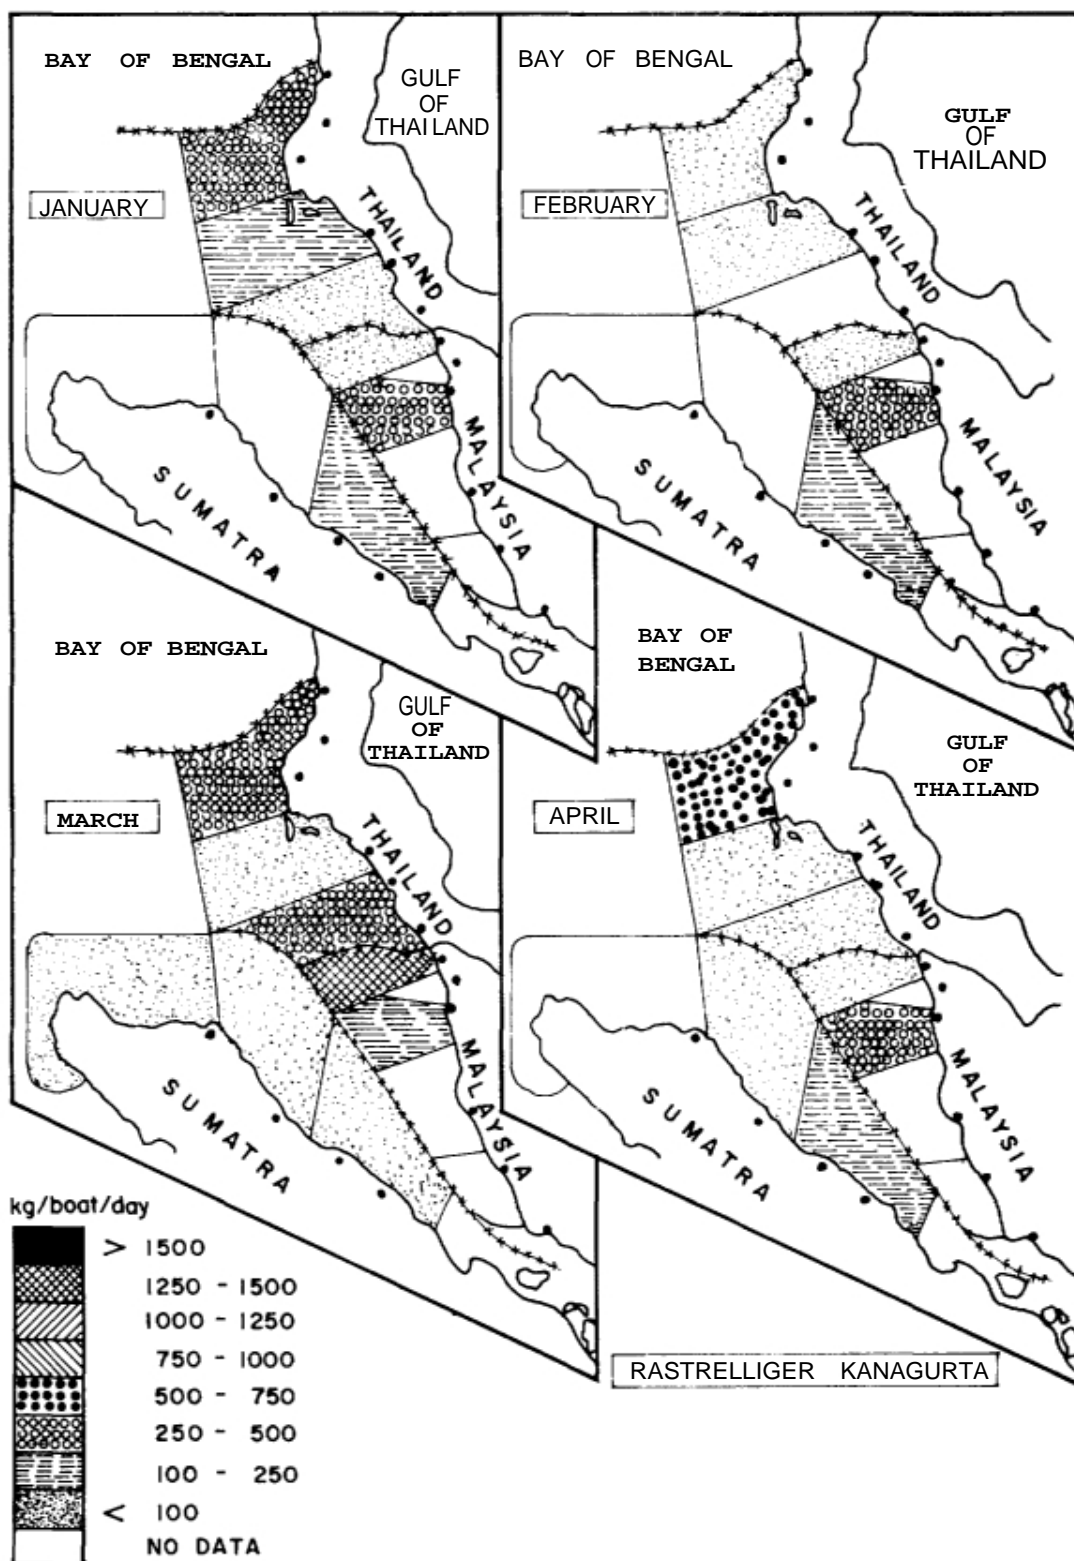 BAY OF BENGAL
GULF
OF
THAILAND
JANUARY
THAILAND
MALAYSIA
SUMATRA
BAY OF BENGAL
GULF
OF
THAILAND
FEBRUARY
THAILAND
MALAYSIA
SUMATRA
BAY OF BENGAL
GULF
OF
THAILAND
MARCH
THAILAND
MALAYSIA
SUMATRA
BAY OF
BENGAL
GULF
OF
THAILAND
APRIL
THAILAND
MALAYSIA
SUMATRA
kg/boat/day
> 1500
1250 - 1500
1000 - 1250
750 - 1000
500 - 750
250 - 500
100 - 250
< 100
NO DATA
RASTRELLIGER KANAGURTA